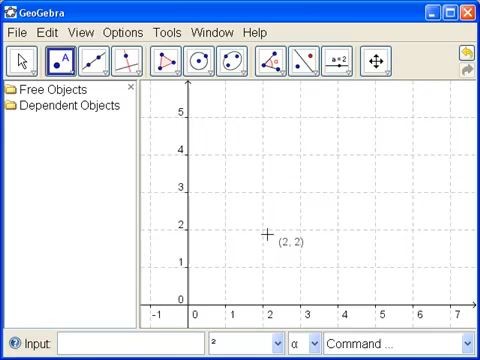 GeoGebra
File Edit View Options Tools Window Help
A
α
a=2
Free Objects
Dependent Objects
5
4
3
2
(2, 2)
1
0
-1 0 1 2 3 4 5 6 7
Input: ² α Command ...